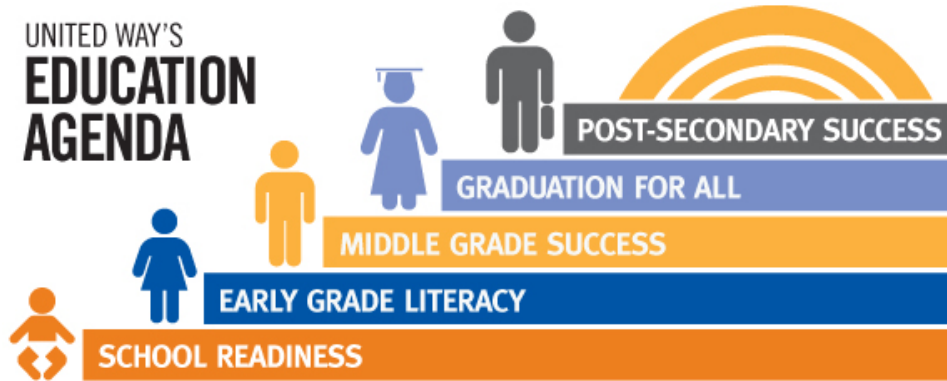 UNITED WAY'S
EDUCATION
AGENDA
POST-SECONDARY SUCCESS
GRADUATION FOR ALL
MIDDLE GRADE SUCCESS
EARLY GRADE LITERACY
SCHOOL READINESS